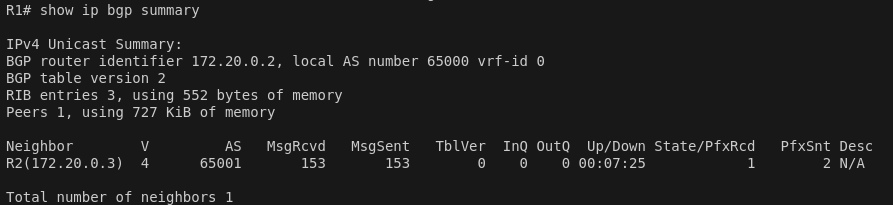 R1# show ip bgp summary
IPv4 Unicast Summary:
BGP router identifier 172.20.0.2, local AS number 65000 vrf-id 0
BGP table version 2
RIB entries 3, using 552 bytes of memory
Peers 1, using 727 KiB of memory
Neighbor V AS MsgRcvd MsgSent TblVer InQ OutQ Up/Down State/PfxRcd PfxSnt Desc
R2(172.20.0.3) 4 65001 153 153 0 0 0 00:07:25 1 2 N/A
Total number of neighbors 1